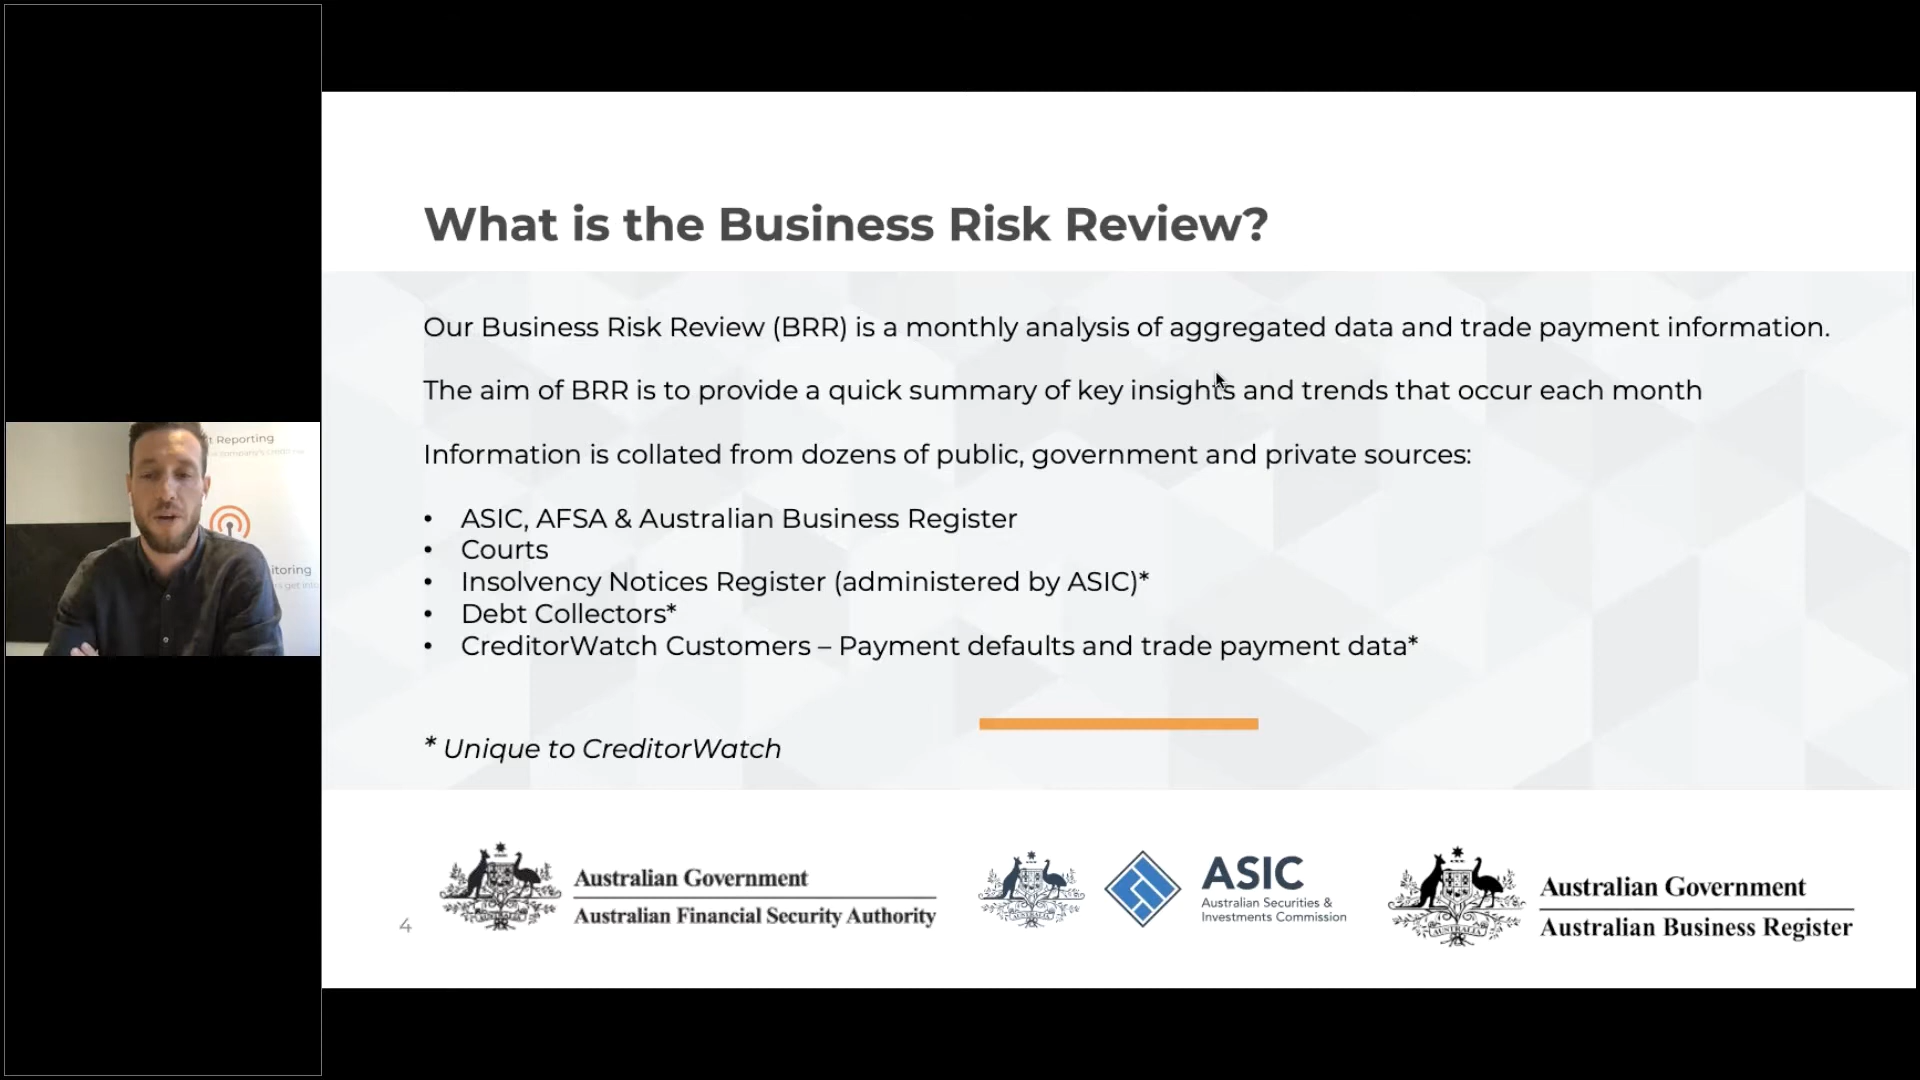 What is the Business Risk Review?
Our Business Risk Review (BRR) is a monthly analysis of aggregated data and trade payment information.
The aim of BRR is to provide a quick summary of key insights and trends that occur each month
Information is collated from dozens of public, government and private sources:
• ASIC, AFSA & Australian Business Register
• Courts
• Insolvency Notices Register (administered by ASIC)*
• Debt Collectors*
• CreditorWatch Customers – Payment defaults and trade payment data*
* Unique to CreditorWatch
t Reporting
itoring
4
Australian Government
Australian Financial Security Authority
ASIC
Australian Securities &
Investments Commission
Australian Government
Australian Business Register